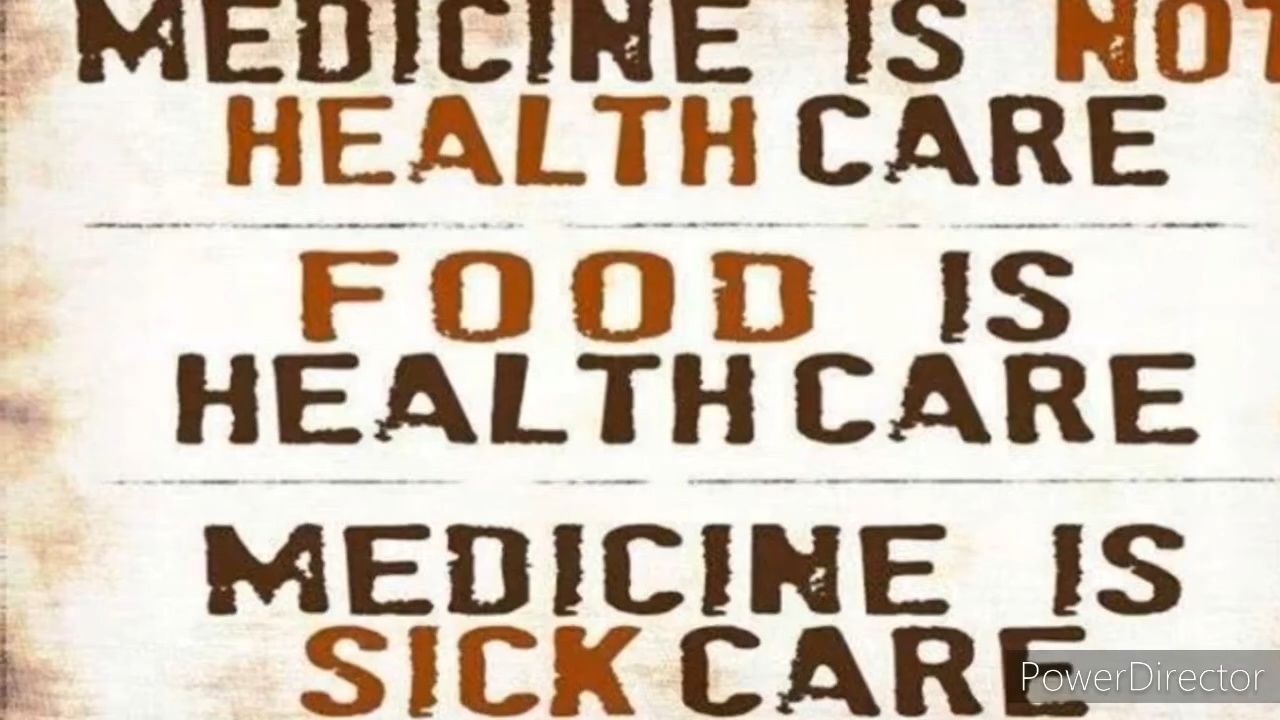 MEDICINE IS NOT
HEALTH CARE
FOOD IS
HEALTH CARE
MEDICINE IS
SICK CARE
PowerDirector